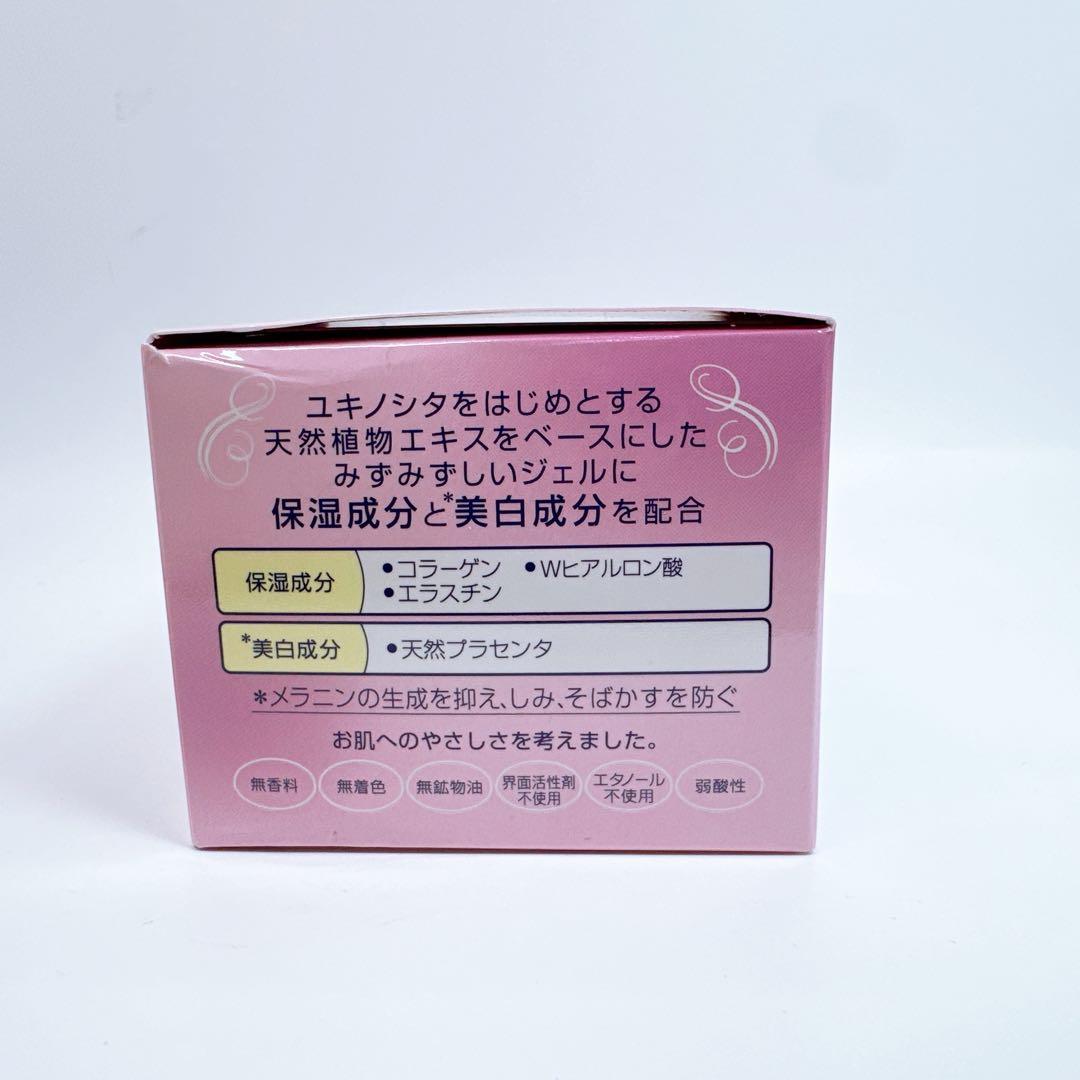 ユキノシタをはじめとする
天然植物エキスをベースにした
みずみずしいジェルに
保湿成分と*美白成分を配合
保湿成分 ●コラーゲン ●Wヒアルロン酸
●エラスチン
*美白成分 ●天然プラセンタ
*メラニンの生成を抑え、しみ、そばかすを防ぐ
お肌へのやさしさを考えました。
無香料 無着色 無鉱物油 界面活性剤不使用 エタノール不使用 弱酸性